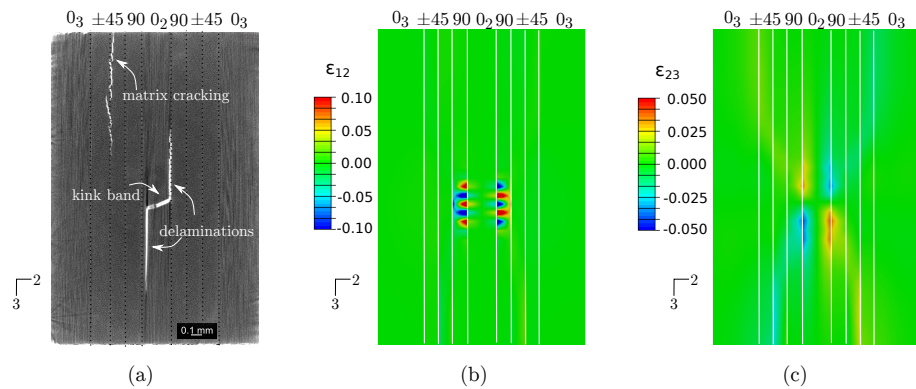 0₃ ±45 90 0₂ 90 ±45 0₃
matrix cracking
kink band
delaminations
0.1 mm
2
3
(a)
0₃ ±45 90 0₂ 90 ±45 0₃
ε₁₂
0.10
0.05
0.00
-0.05
-0.10
2
3
(b)
0₃ ±45 90 0₂ 90 ±45 0₃
ε₂₃
0.050
0.025
0.000
-0.025
-0.050
2
3
(c)